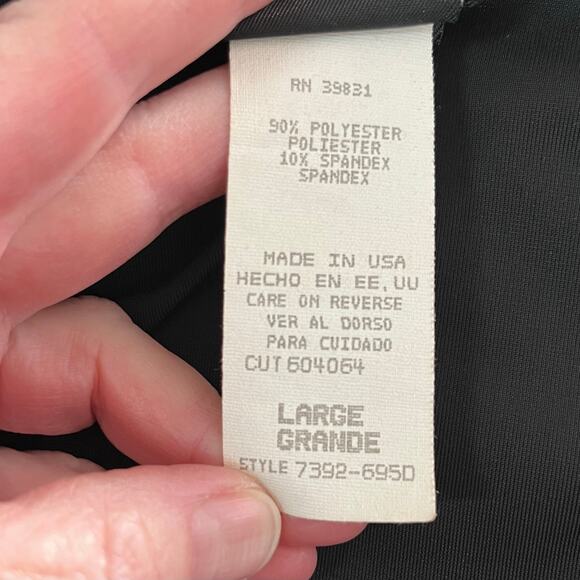 RN 39831
90% POLYESTER
POLIESTER
10% SPANDEX
SPANDEX
MADE IN USA
HECHO EN EE.UU
CARE ON REVERSE
VER AL DORSO
PARA CUIDADO
CUT 604064
LARGE
GRANDE
STYLE 7392-695D